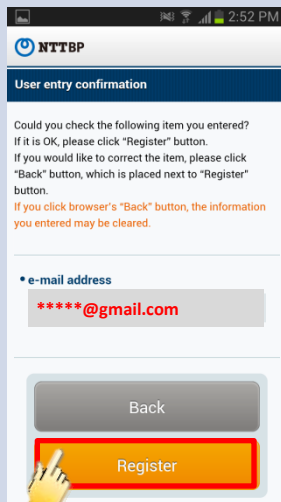 2:52 PM
NTTBP
User entry confirmation
Could you check the following item you entered?
If it is OK, please click “Register” button.
If you would like to correct the item, please click
“Back” button, which is placed next to “Register”
button.
If you click browser’s “Back” button, the information
you entered may be cleared.
• e-mail address
*****@gmail.com
Back
Register